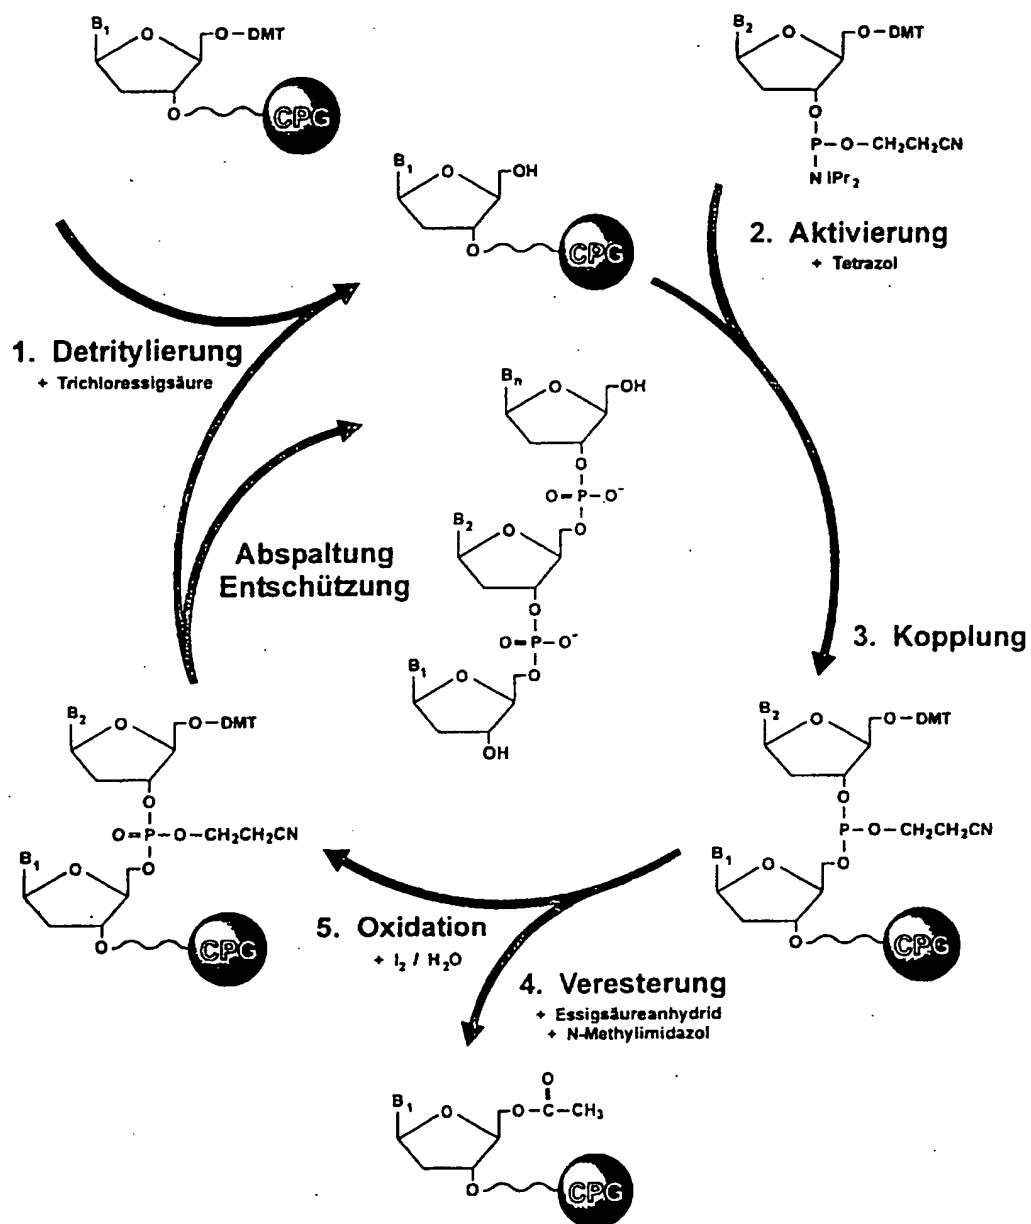 B1
O
O—DMT
O
CPG
B2
O
O—DMT
O
P—O—CH2CH2CN
N iPr2
B1
O
OH
O
CPG
2. Aktivierung
+ Tetrazol
1. Detritylierung
+ Trichloressigsäure
Bn
O
OH
O
O=P—O-
O
B2
O
O
O=P—O-
O
B1
O
OH
Abspaltung
Entschützung
3. Kopplung
B2
O
O—DMT
O
O=P—O—CH2CH2CN
O
B1
O
O
CPG
B2
O
O—DMT
O
P—O—CH2CH2CN
O
B1
O
O
CPG
5. Oxidation
+ I2 / H2O
4. Veresterung
+ Essigsäureanhydrid
+ N-Methylimidazol
O
B1
O
O—C—CH3
O
CPG